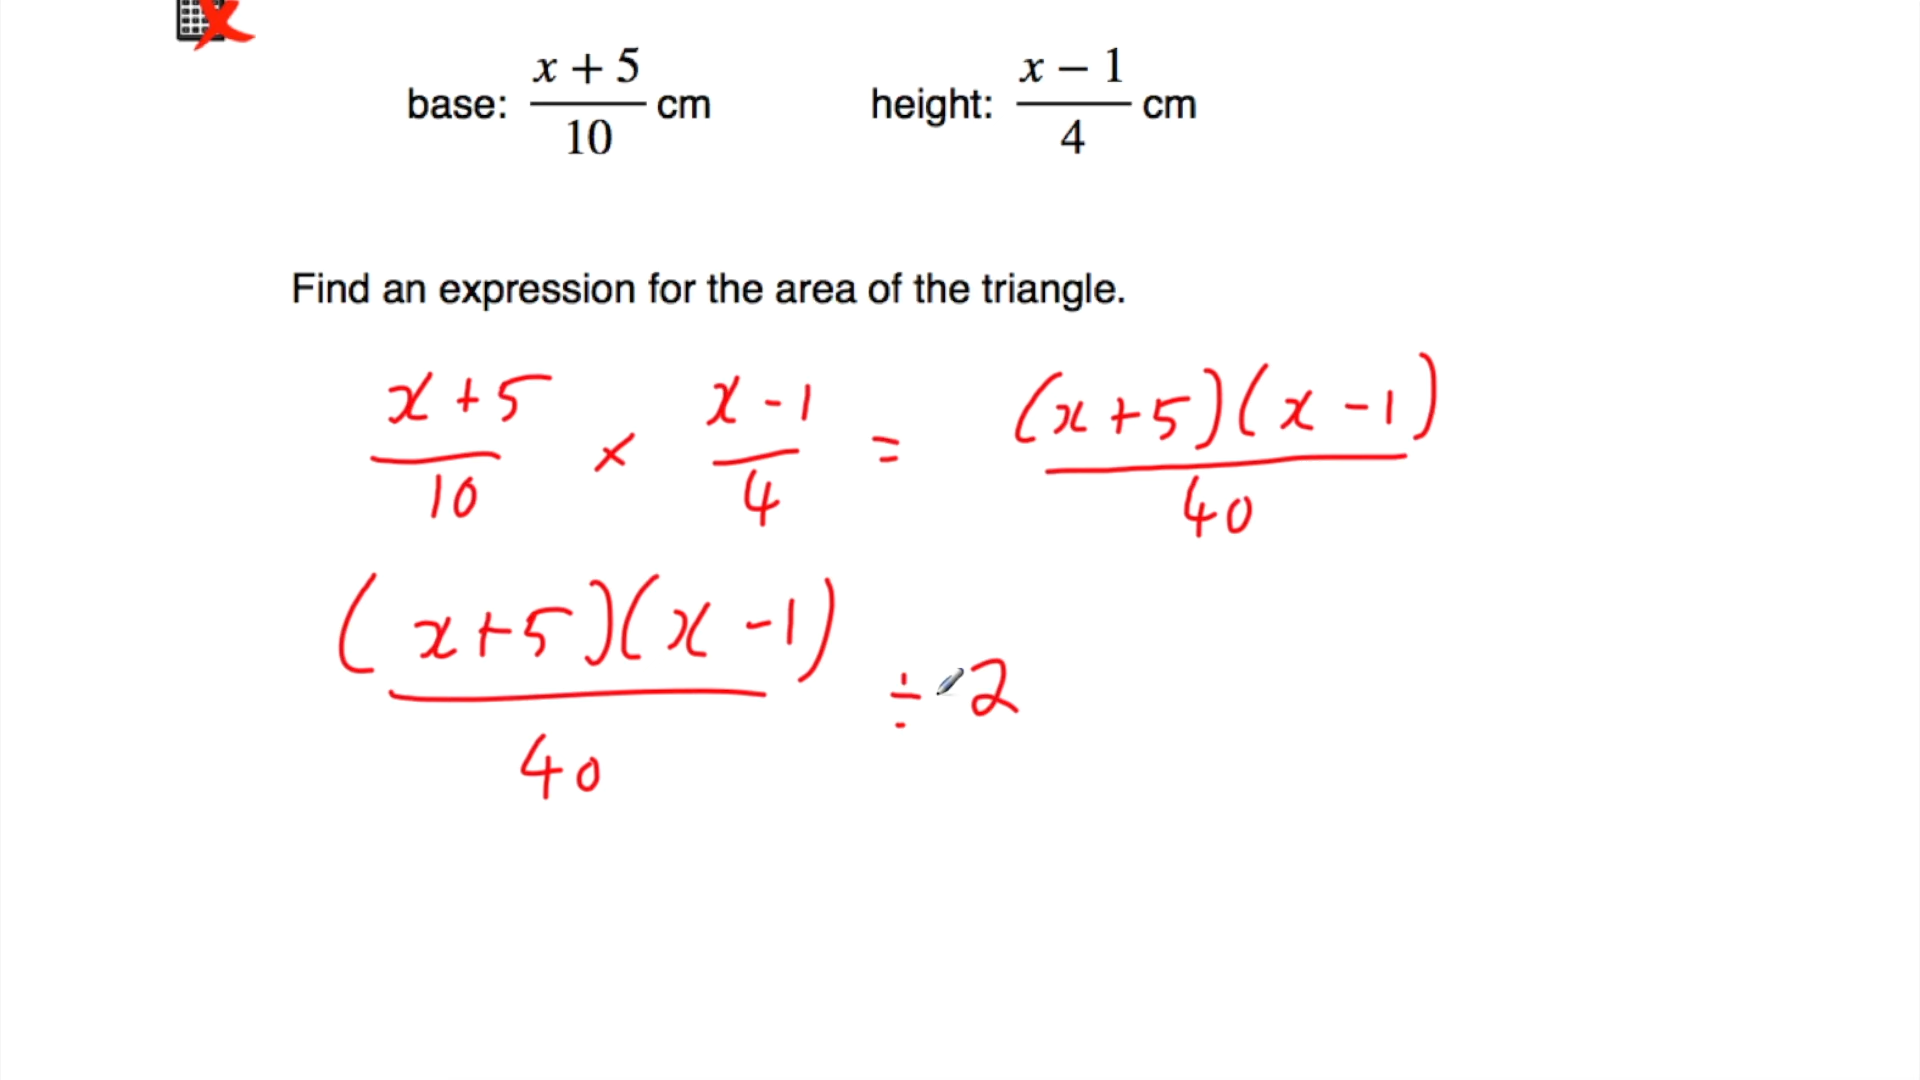 base: (x + 5)/10 cm height: (x − 1)/4 cm
Find an expression for the area of the triangle.
(x+5)/10 × (x-1)/4 = (x+5)(x-1)/40
(x+5)(x-1)/40 ÷ 2